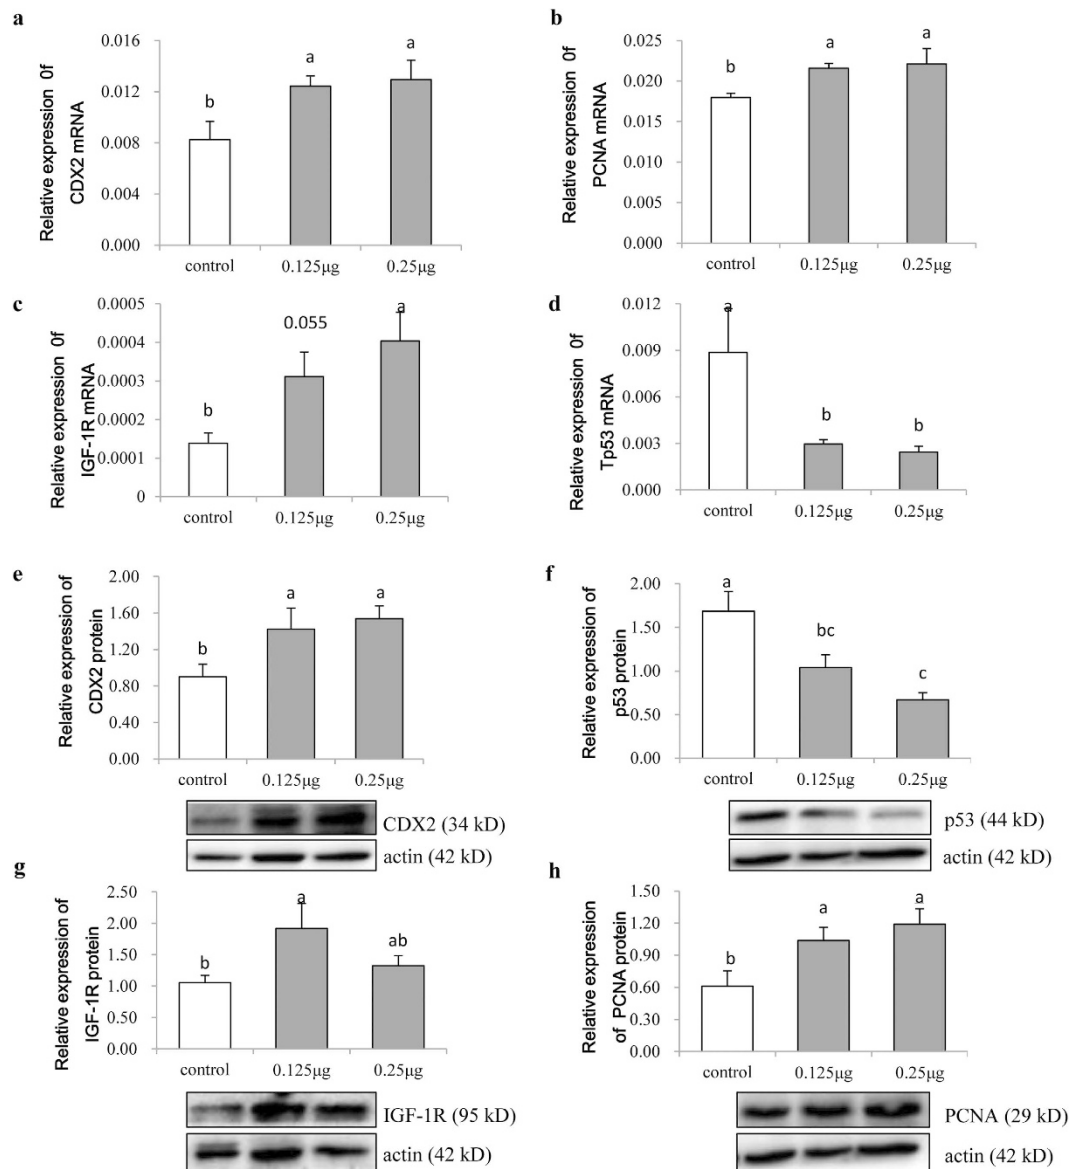 a
Relative expression 0f
CDX2 mRNA
0.016
0.012
0.008
0.004
0.000
b
a
a
control
0.125μg
0.25μg
b
Relative expression 0f
PCNA mRNA
0.025
0.020
0.015
0.010
0.005
0.000
b
a
a
control
0.125μg
0.25μg
c
Relative expression 0f
IGF-1R mRNA
0.0005
0.0004
0.0003
0.0002
0.0001
0
b
0.055
a
control
0.125μg
0.25μg
d
Relative expression 0f
Tp53 mRNA
0.012
0.009
0.006
0.003
0.000
a
b
b
control
0.125μg
0.25μg
e
Relative expression of
CDX2 protein
2.00
1.60
1.20
0.80
0.40
0.00
b
a
a
control
0.125μg
0.25μg
CDX2 (34 kD)
actin (42 kD)
f
Relative expression of
p53 protein
2.00
1.50
1.00
0.50
0.00
a
bc
c
control
0.125μg
0.25μg
p53 (44 kD)
actin (42 kD)
g
Relative expression of
IGF-1R protein
2.50
2.00
1.50
1.00
0.50
0.00
b
a
ab
control
0.125μg
0.25μg
IGF-1R (95 kD)
actin (42 kD)
h
Relative expression
of PCNA protein
1.50
1.20
0.90
0.60
0.30
0.00
b
a
a
control
0.125μg
0.25μg
PCNA (29 kD)
actin (42 kD)